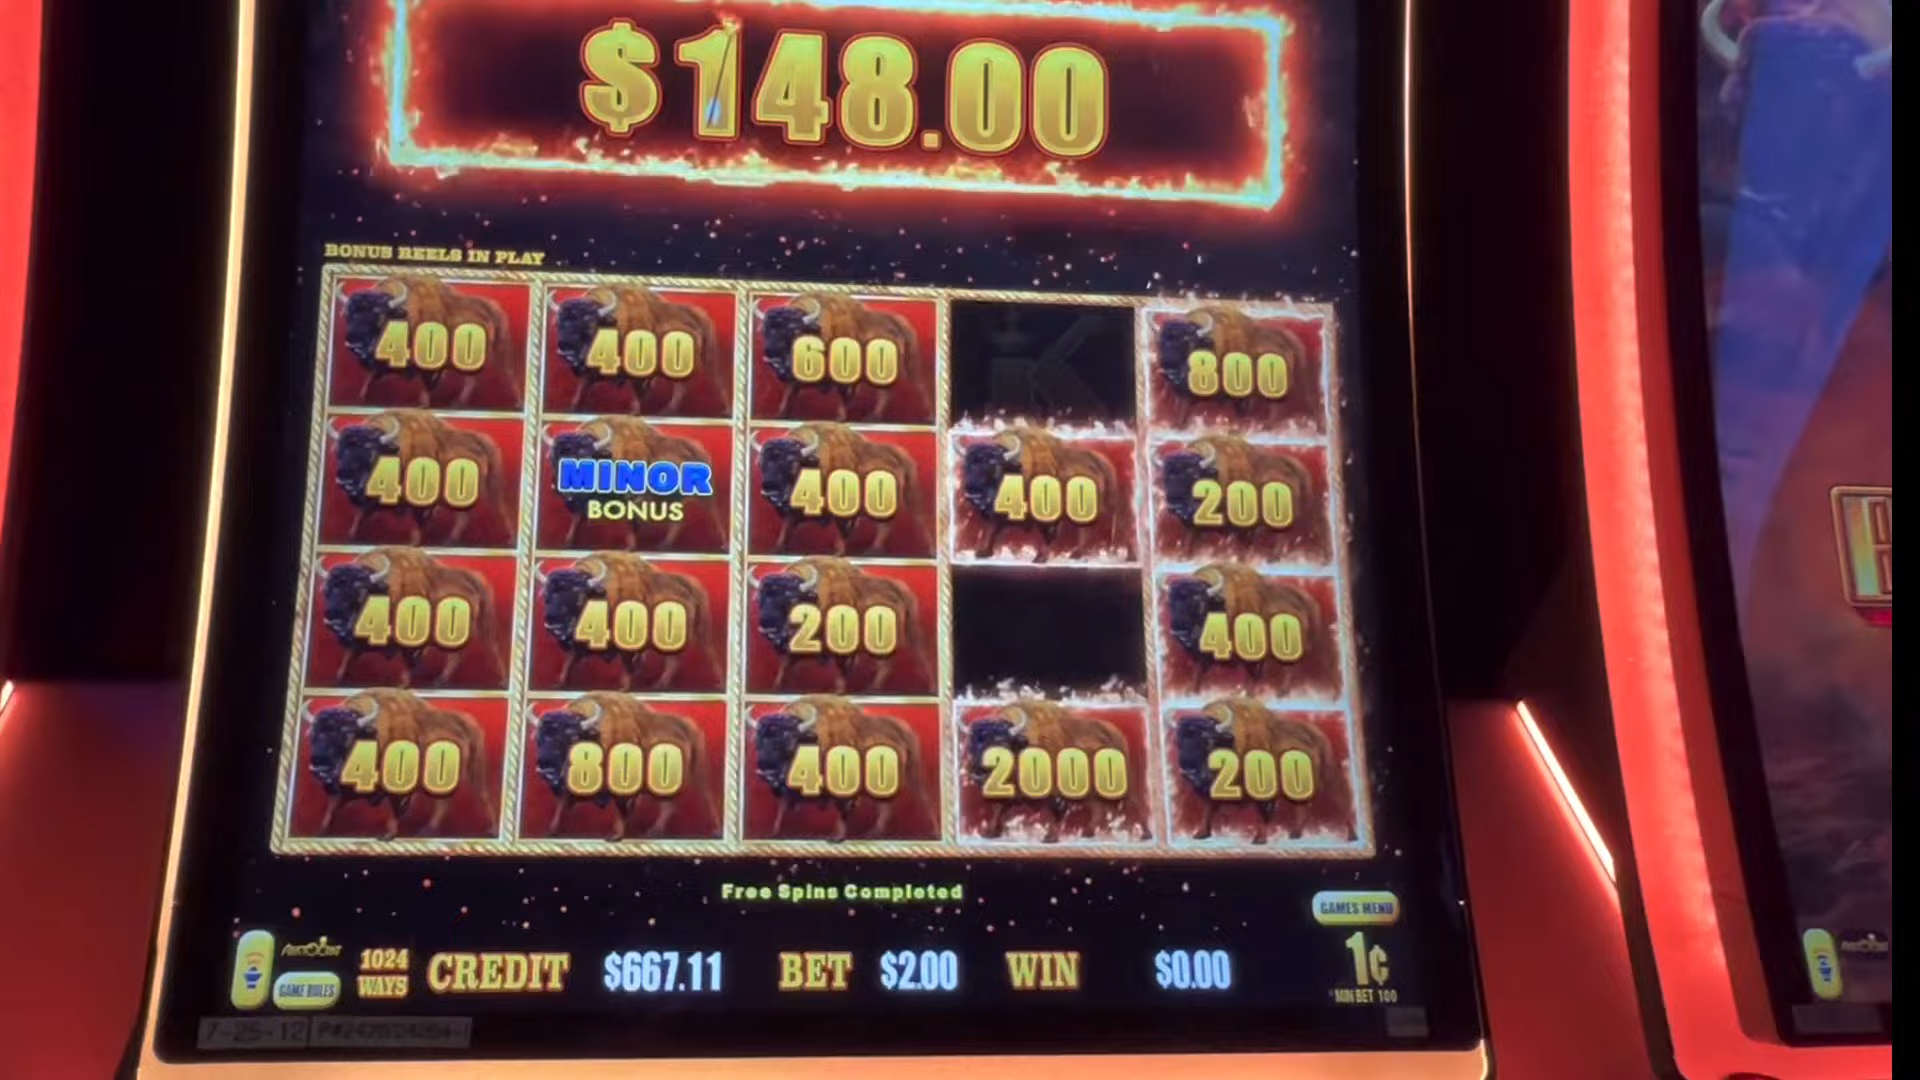 $148.00
BONUS REELS IN PLAY
400 400 600 800
400 MINOR BONUS 400 400 200
400 400 200 400
400 800 400 2000 200
Free Spins Completed
GAMES MENU
GAME RULES
1024 WAYS
CREDIT $667.11 BET $2.00 WIN $0.00
1¢
*MIN BET 100